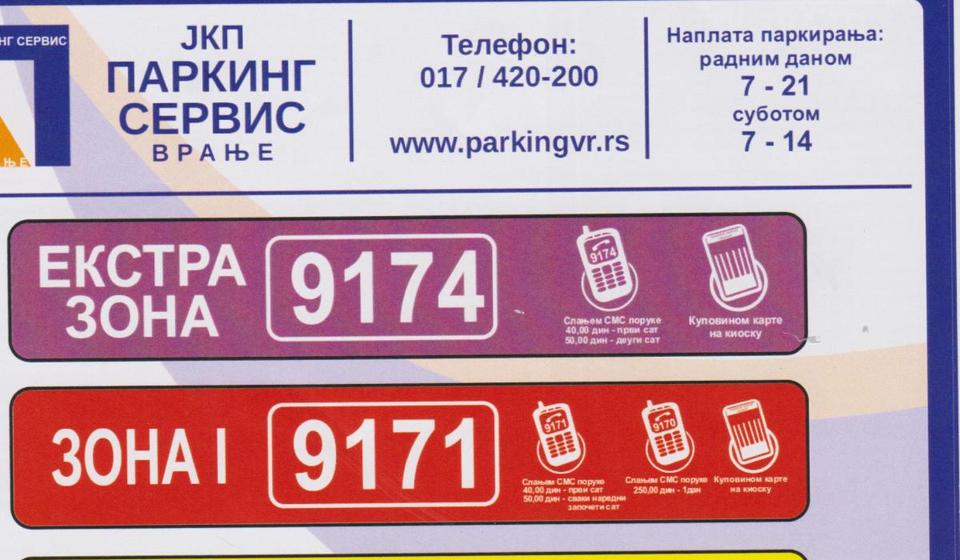 НГ СЕРВИС
ЊЕ
ЈКП
ПАРКИНГ
СЕРВИС
ВРАЊЕ
Телефон:
017 / 420-200
www.parkingvr.rs
Наплата паркирања:
радним даном
7 - 21
суботом
7 - 14
ЕКСТРА
ЗОНА
9174
9174
Слањем СМС поруке
40,00 дин - први сат
50,00 дин - деуги сат
Куповином карте
на киоску
ЗОНА I
9171
9171
Слањем СМС поруке
40,00 дин - први сат
50,00 дин - сваки наредни
започети сат
9170
Слањем СМС поруке
250,00 дин - 1дан
Куповином карте
на киоску